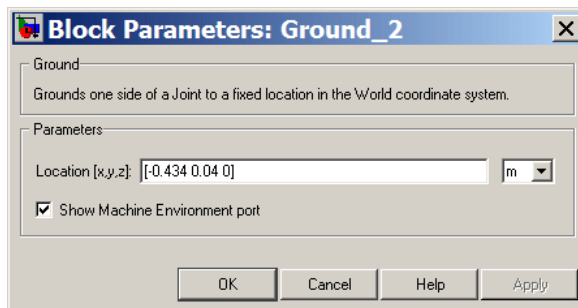 Block Parameters: Ground_2
Ground
Grounds one side of a Joint to a fixed location in the World coordinate system.
Parameters
Location [x,y,z]: [-0.434 0.04 0] m
Show Machine Environment port
OK Cancel Help Apply